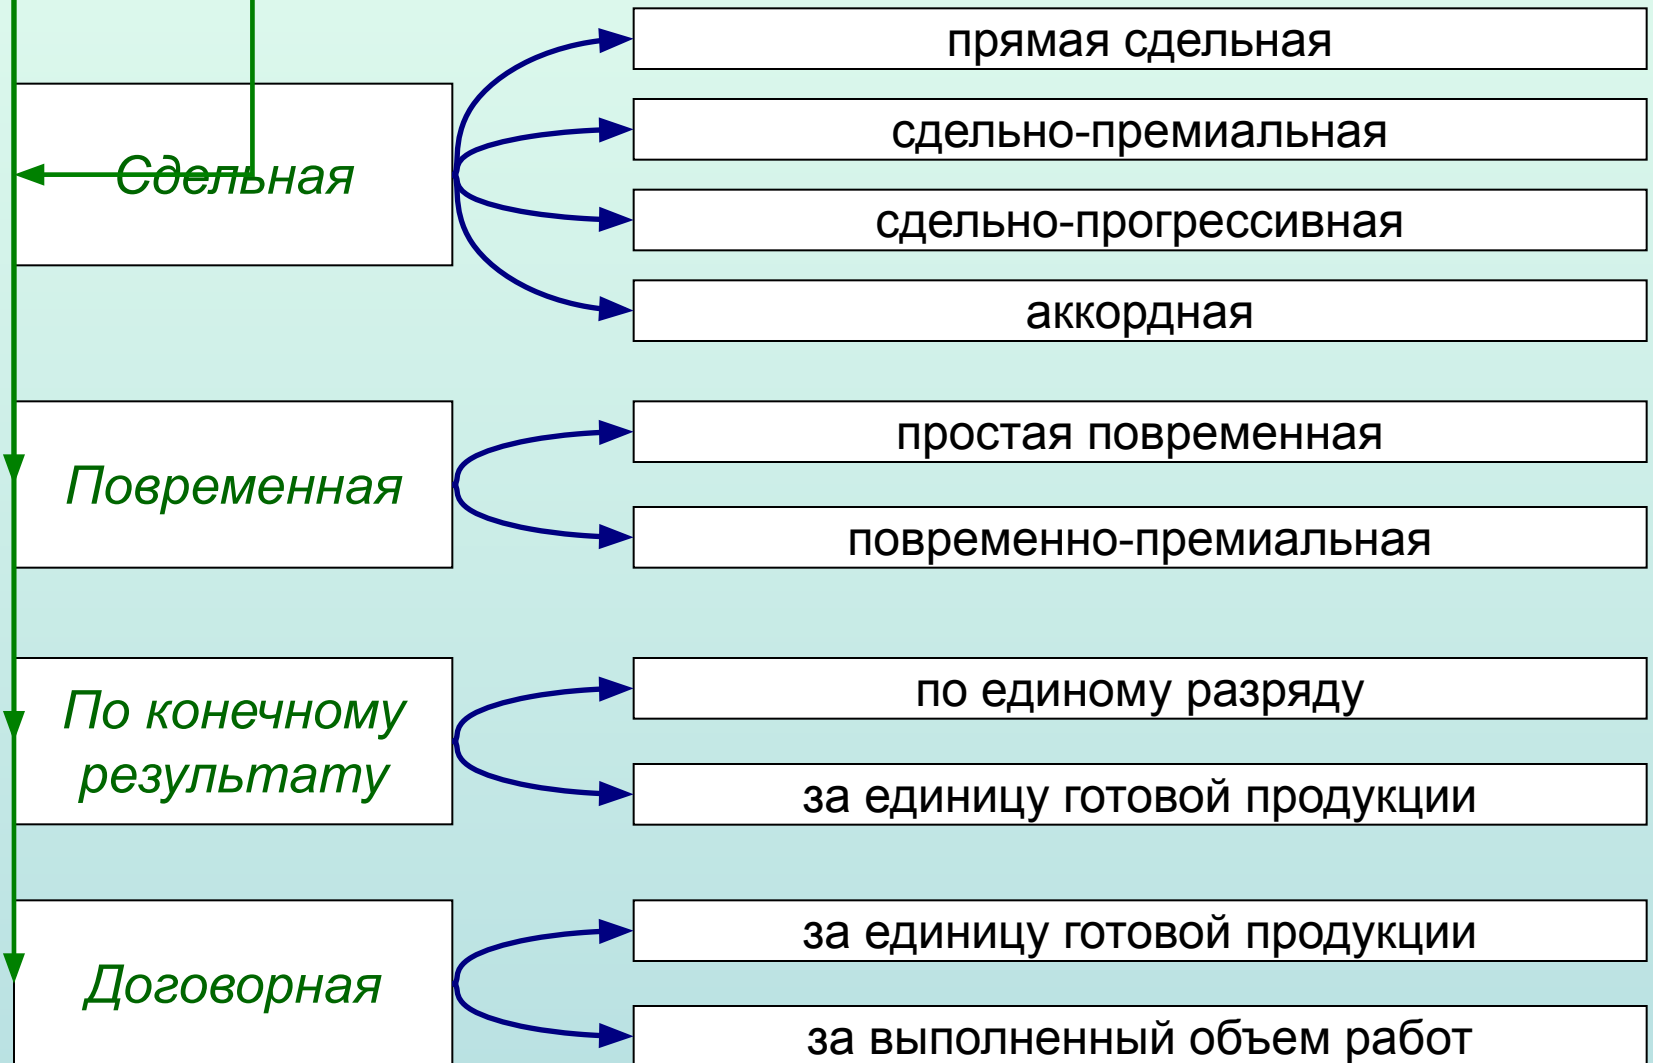 прямая сдельная
сдельно-премиальная
Сдельная
сдельно-прогрессивная
аккордная
простая повременная
Повременная
повременно-премиальная
по единому разряду
По конечному
результату
за единицу готовой продукции
за единицу готовой продукции
Договорная
за выполненный объем работ